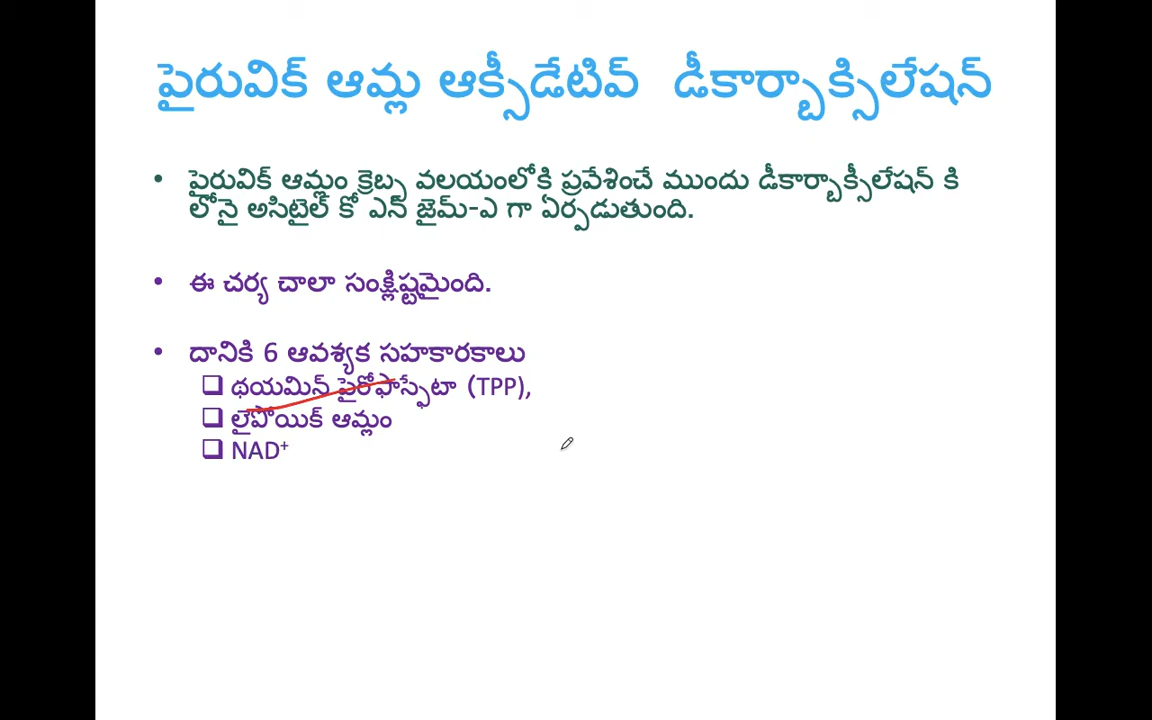 పైరువిక్ ఆమ్ల ఆక్సీడేటివ్ డీకార్బాక్సిలేషన్
• పైరువిక్ ఆమ్లం క్రెబ్స్ వలయంలోకి ప్రవేశించే ముందు డీకార్బాక్సీలేషన్ కి
లోనై అసిటైల్ కో ఎన్ జైమ్-ఎ గా ఏర్పడుతుంది.
• ఈ చర్య చాలా సంక్లిష్టమైంది.
• దానికి 6 ఆవశ్యక సహకారకాలు
❑ థయమిన్ పైరోఫాస్ఫేటా (TPP),
❑ లైపోయిక్ ఆమ్లం
❑ NAD⁺